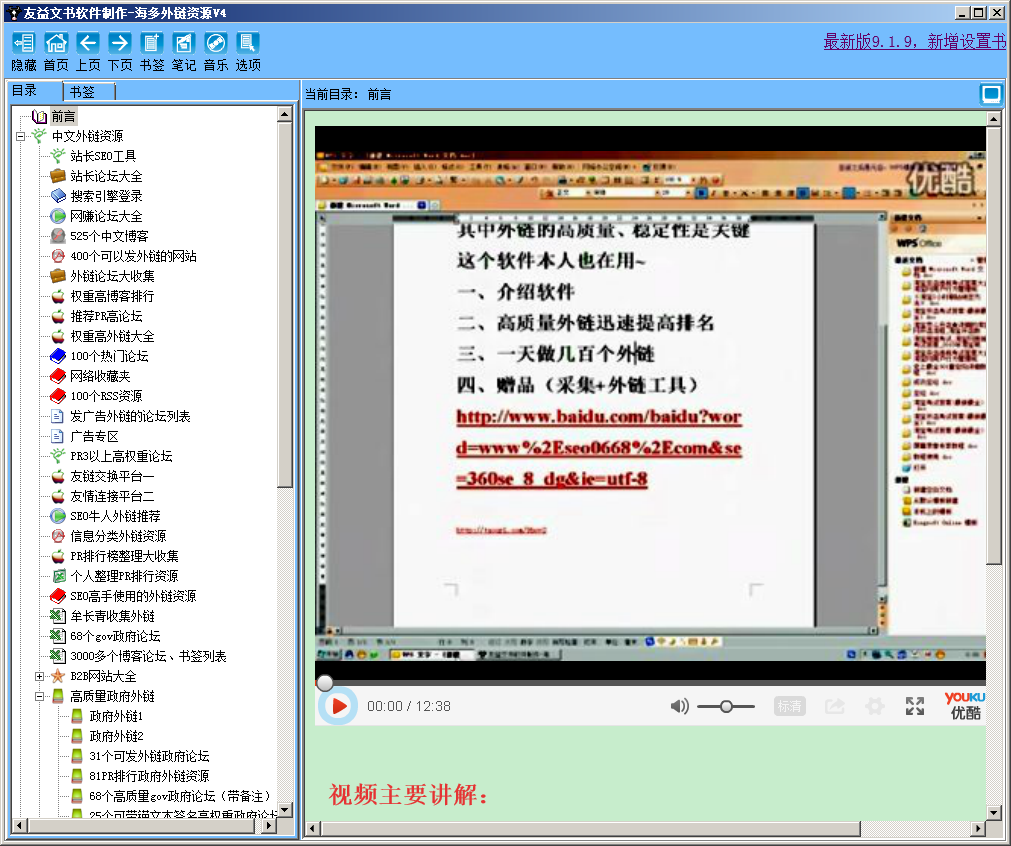 友益文书软件制作-海多外链资源V4
隐藏 首页 上页 下页 书签 笔记 音乐 选项
最新版9.1.9, 新增设置书
目录 书签
当前目录: 前言
前言
中文外链资源
站长SEO工具
站长论坛大全
搜索引擎登录
网赚论坛大全
525个中文博客
400个可以发外链的网站
外链论坛大收集
权重高博客排行
推荐PR高论坛
权重高外链大全
100个热门论坛
网络收藏夹
100个RSS资源
发广告外链的论坛列表
广告专区
PR3以上高权重论坛
友链交换平台一
友情连接平台二
SEO牛人外链推荐
信息分类外链资源
PR排行榜整理大收集
个人整理PR排行资源
SEO高手使用的外链资源
牟长青收集外链
68个gov政府论坛
3000多个博客论坛、书签列表
B2B网站大全
高质量政府外链
政府外链1
政府外链2
31个可发外链政府论坛
81PR排行政府外链资源
68个高质量gov政府论坛（带备注）
25个可带锚文本签名高权重政府论坛
优酷
WPS Office
其中外链的高质量、稳定性是关键
这个软件本人也在用~
一、介绍软件
二、高质量外链迅速提高排名
三、一天做几百个外链
四、赠品（采集+外链工具）
http://www.baidu.com/baidu?wor
d=www%2Eseo0668%2Ecom&se
=360se_8_dg&ie=utf-8
00:00 / 12:38
标清
YOUKU
优酷
视频主要讲解：